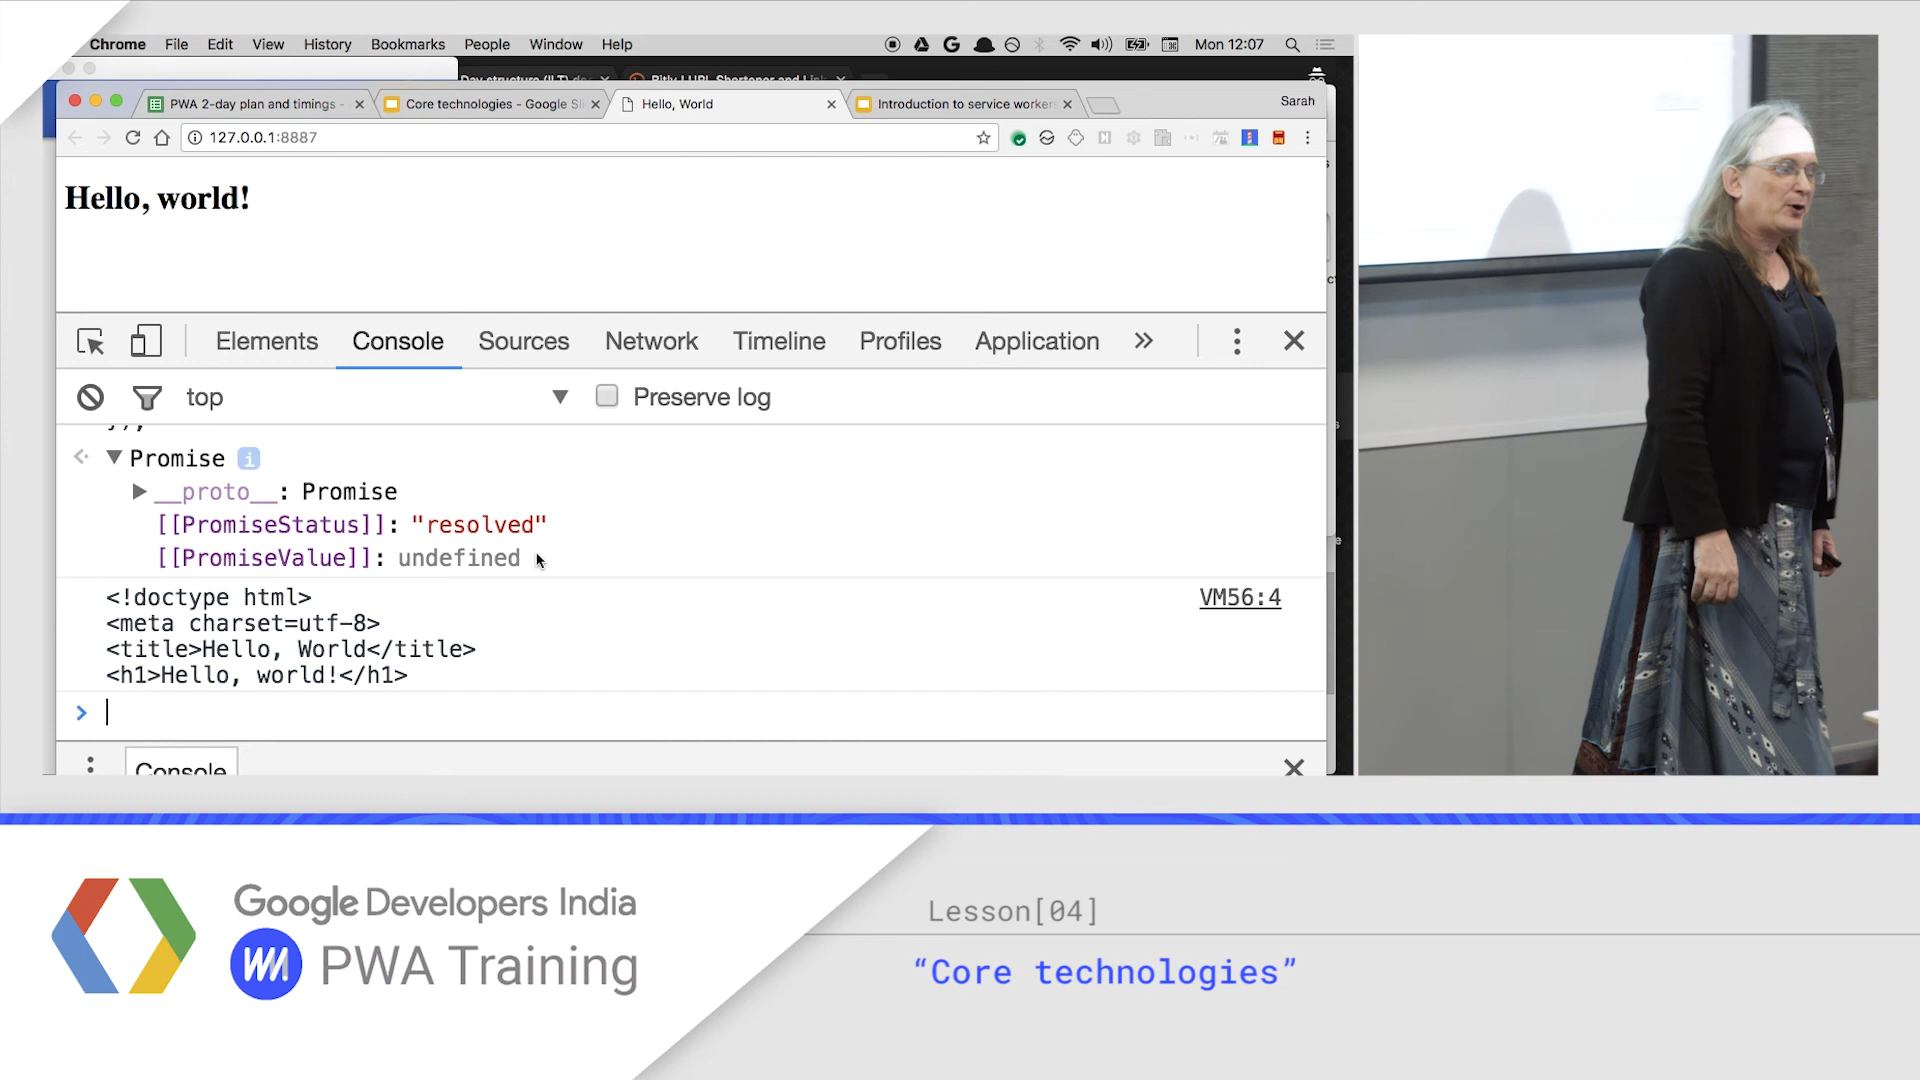 Chrome File Edit View History Bookmarks People Window Help Mon 12:07
PWA 2-day plan and timings -
Core technologies - Google Sli
Hello, World
Introduction to service worker
Sarah
127.0.0.1:8887
Hello, world!
Elements Console Sources Network Timeline Profiles Application
top Preserve log
});
Promise i
__proto__: Promise
[[PromiseStatus]]: "resolved"
[[PromiseValue]]: undefined
<!doctype html> VM56:4
<meta charset=utf-8>
<title>Hello, World</title>
<h1>Hello, world!</h1>
>
Console
Google Developers India
PWA Training
Lesson[04]
“Core technologies”